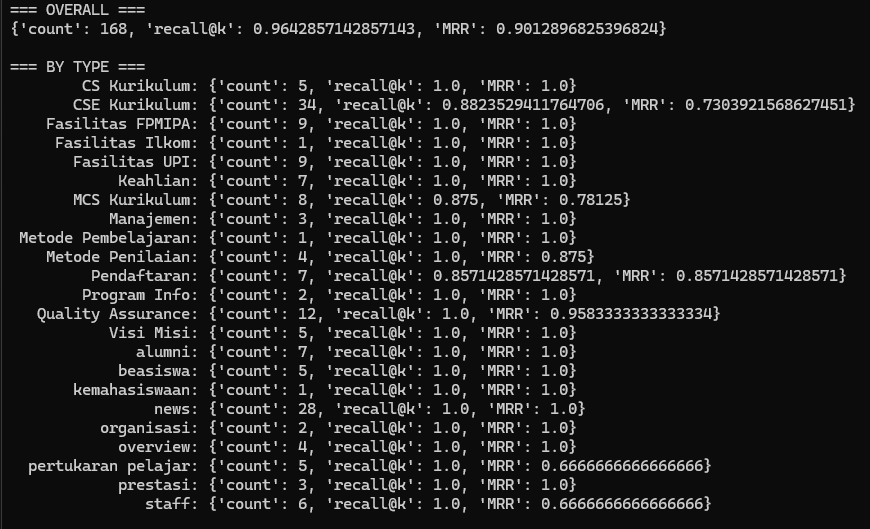 === OVERALL ===
{'count': 168, 'recall@k': 0.9642857142857143, 'MRR': 0.9012896825396824}

=== BY TYPE ===
CS Kurikulum: {'count': 5, 'recall@k': 1.0, 'MRR': 1.0}
CSE Kurikulum: {'count': 34, 'recall@k': 0.8823529411764706, 'MRR': 0.7303921568627451}
Fasilitas FPMIPA: {'count': 9, 'recall@k': 1.0, 'MRR': 1.0}
Fasilitas Ilkom: {'count': 1, 'recall@k': 1.0, 'MRR': 1.0}
Fasilitas UPI: {'count': 9, 'recall@k': 1.0, 'MRR': 1.0}
Keahlian: {'count': 7, 'recall@k': 1.0, 'MRR': 1.0}
MCS Kurikulum: {'count': 8, 'recall@k': 0.875, 'MRR': 0.78125}
Manajemen: {'count': 3, 'recall@k': 1.0, 'MRR': 1.0}
Metode Pembelajaran: {'count': 1, 'recall@k': 1.0, 'MRR': 1.0}
Metode Penilaian: {'count': 4, 'recall@k': 1.0, 'MRR': 0.875}
Pendaftaran: {'count': 7, 'recall@k': 0.8571428571428571, 'MRR': 0.8571428571428571}
Program Info: {'count': 2, 'recall@k': 1.0, 'MRR': 1.0}
Quality Assurance: {'count': 12, 'recall@k': 1.0, 'MRR': 0.9583333333333334}
Visi Misi: {'count': 5, 'recall@k': 1.0, 'MRR': 1.0}
alumni: {'count': 7, 'recall@k': 1.0, 'MRR': 1.0}
beasiswa: {'count': 5, 'recall@k': 1.0, 'MRR': 1.0}
kemahasiswaan: {'count': 1, 'recall@k': 1.0, 'MRR': 1.0}
news: {'count': 28, 'recall@k': 1.0, 'MRR': 1.0}
organisasi: {'count': 2, 'recall@k': 1.0, 'MRR': 1.0}
overview: {'count': 4, 'recall@k': 1.0, 'MRR': 1.0}
pertukaran pelajar: {'count': 5, 'recall@k': 1.0, 'MRR': 0.6666666666666666}
prestasi: {'count': 3, 'recall@k': 1.0, 'MRR': 1.0}
staff: {'count': 6, 'recall@k': 1.0, 'MRR': 0.6666666666666666}